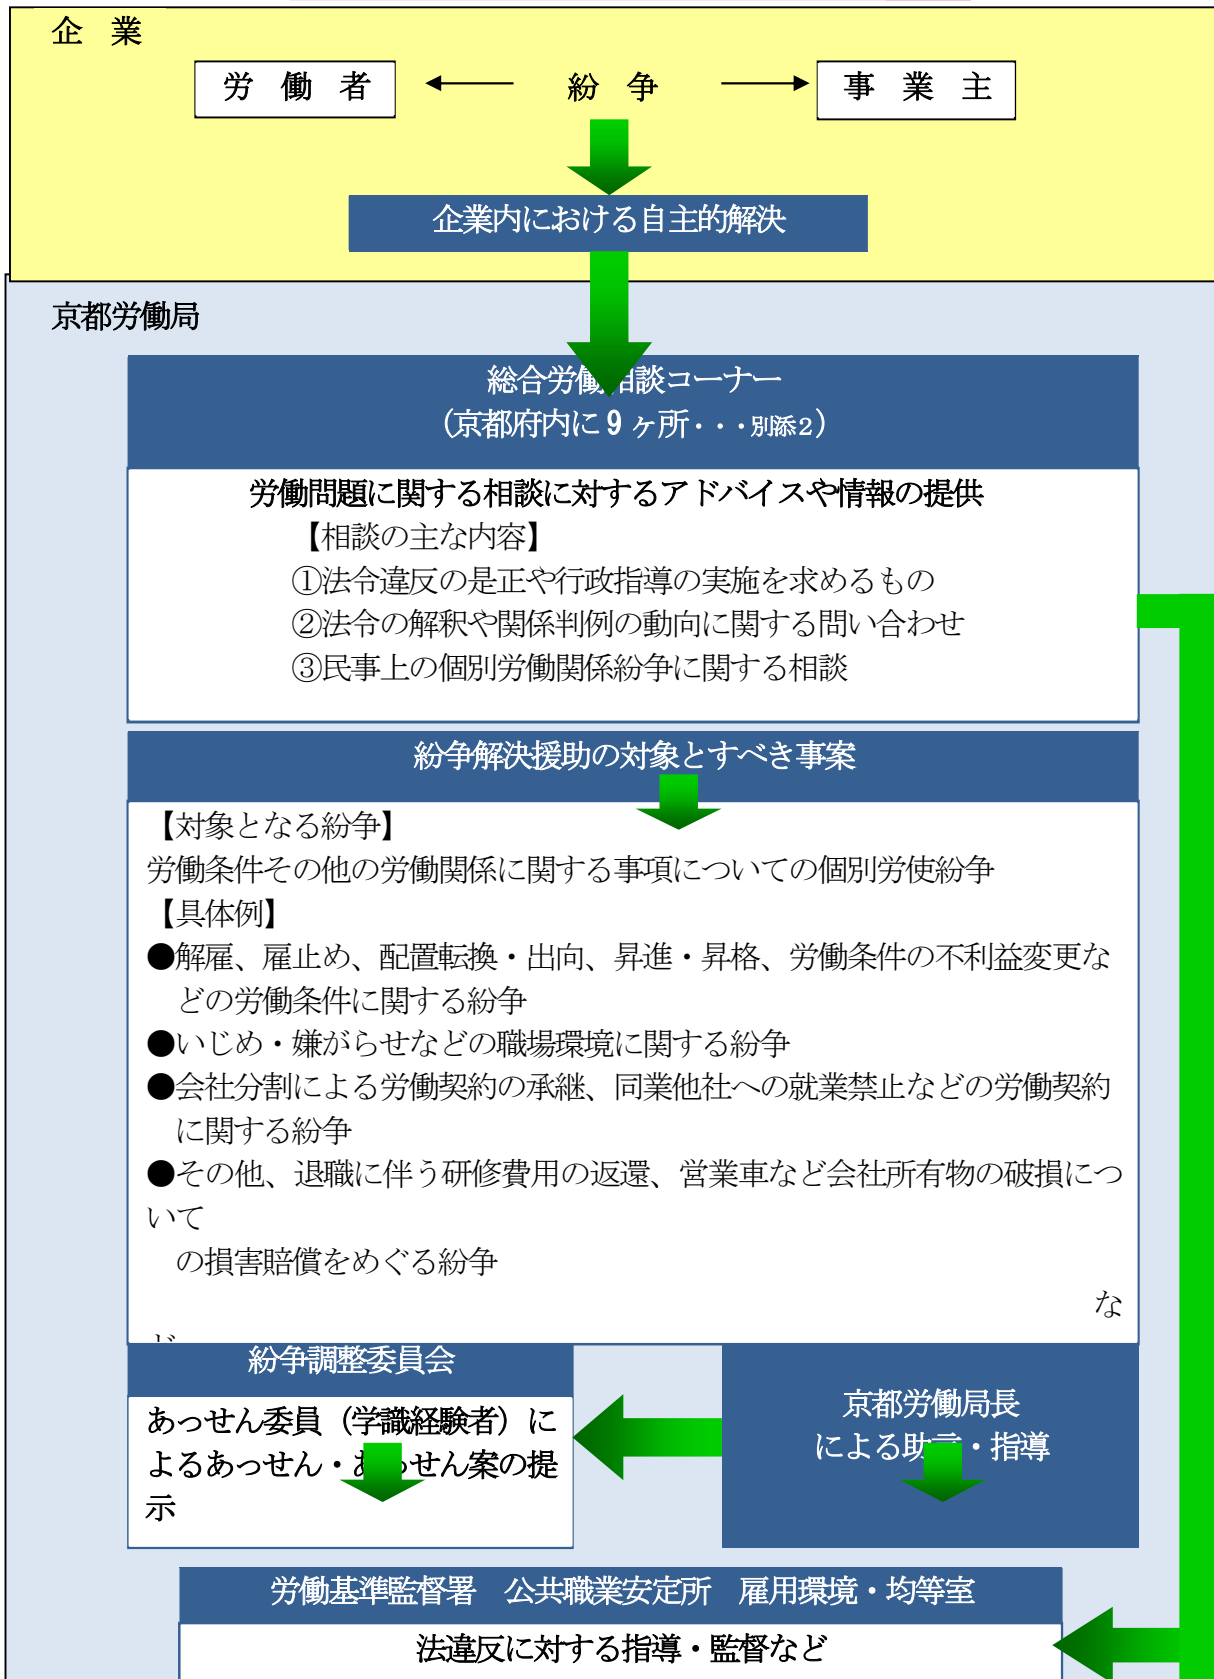 企　業
労　働　者
紛　争
事　業　主
企業内における自主的解決
京都労働局
総合労働相談コーナー
（京都府内に９ヶ所・・・別添２）
労働問題に関する相談に対するアドバイスや情報の提供
【相談の主な内容】
①法令違反の是正や行政指導の実施を求めるもの
②法令の解釈や関係判例の動向に関する問い合わせ
③民事上の個別労働関係紛争に関する相談
紛争解決援助の対象とすべき事案
【対象となる紛争】
労働条件その他の労働関係に関する事項についての個別労使紛争
【具体例】
●解雇、雇止め、配置転換・出向、昇進・昇格、労働条件の不利益変更な
どの労働条件に関する紛争
●いじめ・嫌がらせなどの職場環境に関する紛争
●会社分割による労働契約の承継、同業他社への就業禁止などの労働契約
に関する紛争
●その他、退職に伴う研修費用の返還、営業車など会社所有物の破損につ
いて
の損害賠償をめぐる紛争
な
ど
紛争調整委員会
あっせん委員（学識経験者）に
よるあっせん・あっせん案の提
示
京都労働局長
による助言・指導
労働基準監督署　公共職業安定所　雇用環境・均等室
法違反に対する指導・監督など